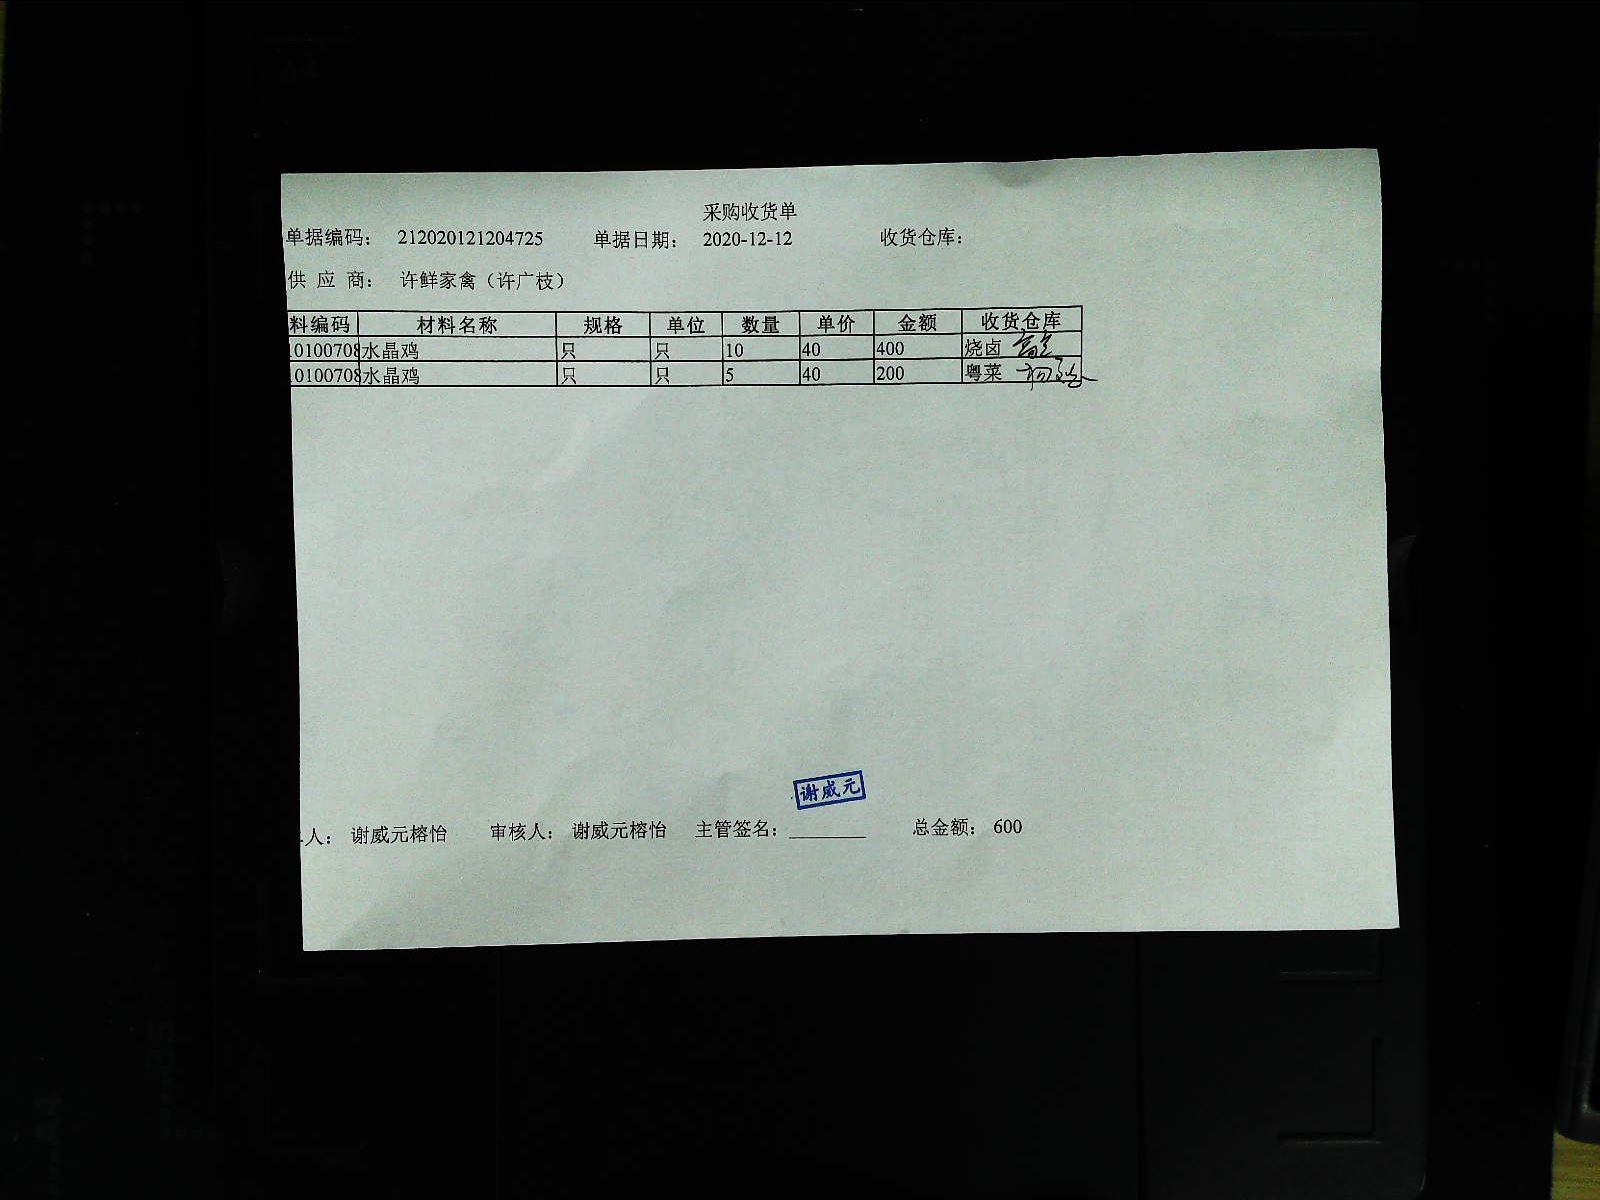 采购收货单
单据编码： 212020121204725 单据日期： 2020-12-12 收货仓库：
供 应 商： 许鲜家禽（许广枝）
料编码 材料名称 规格 单位 数量 单价 金额 收货仓库
10100708 水晶鸡 只 只 10 40 400 烧卤
10100708 水晶鸡 只 只 5 40 200 粤菜
谢威元
人： 谢威元榕怡 审核人： 谢威元榕怡 主管签名：________ 总金额： 600